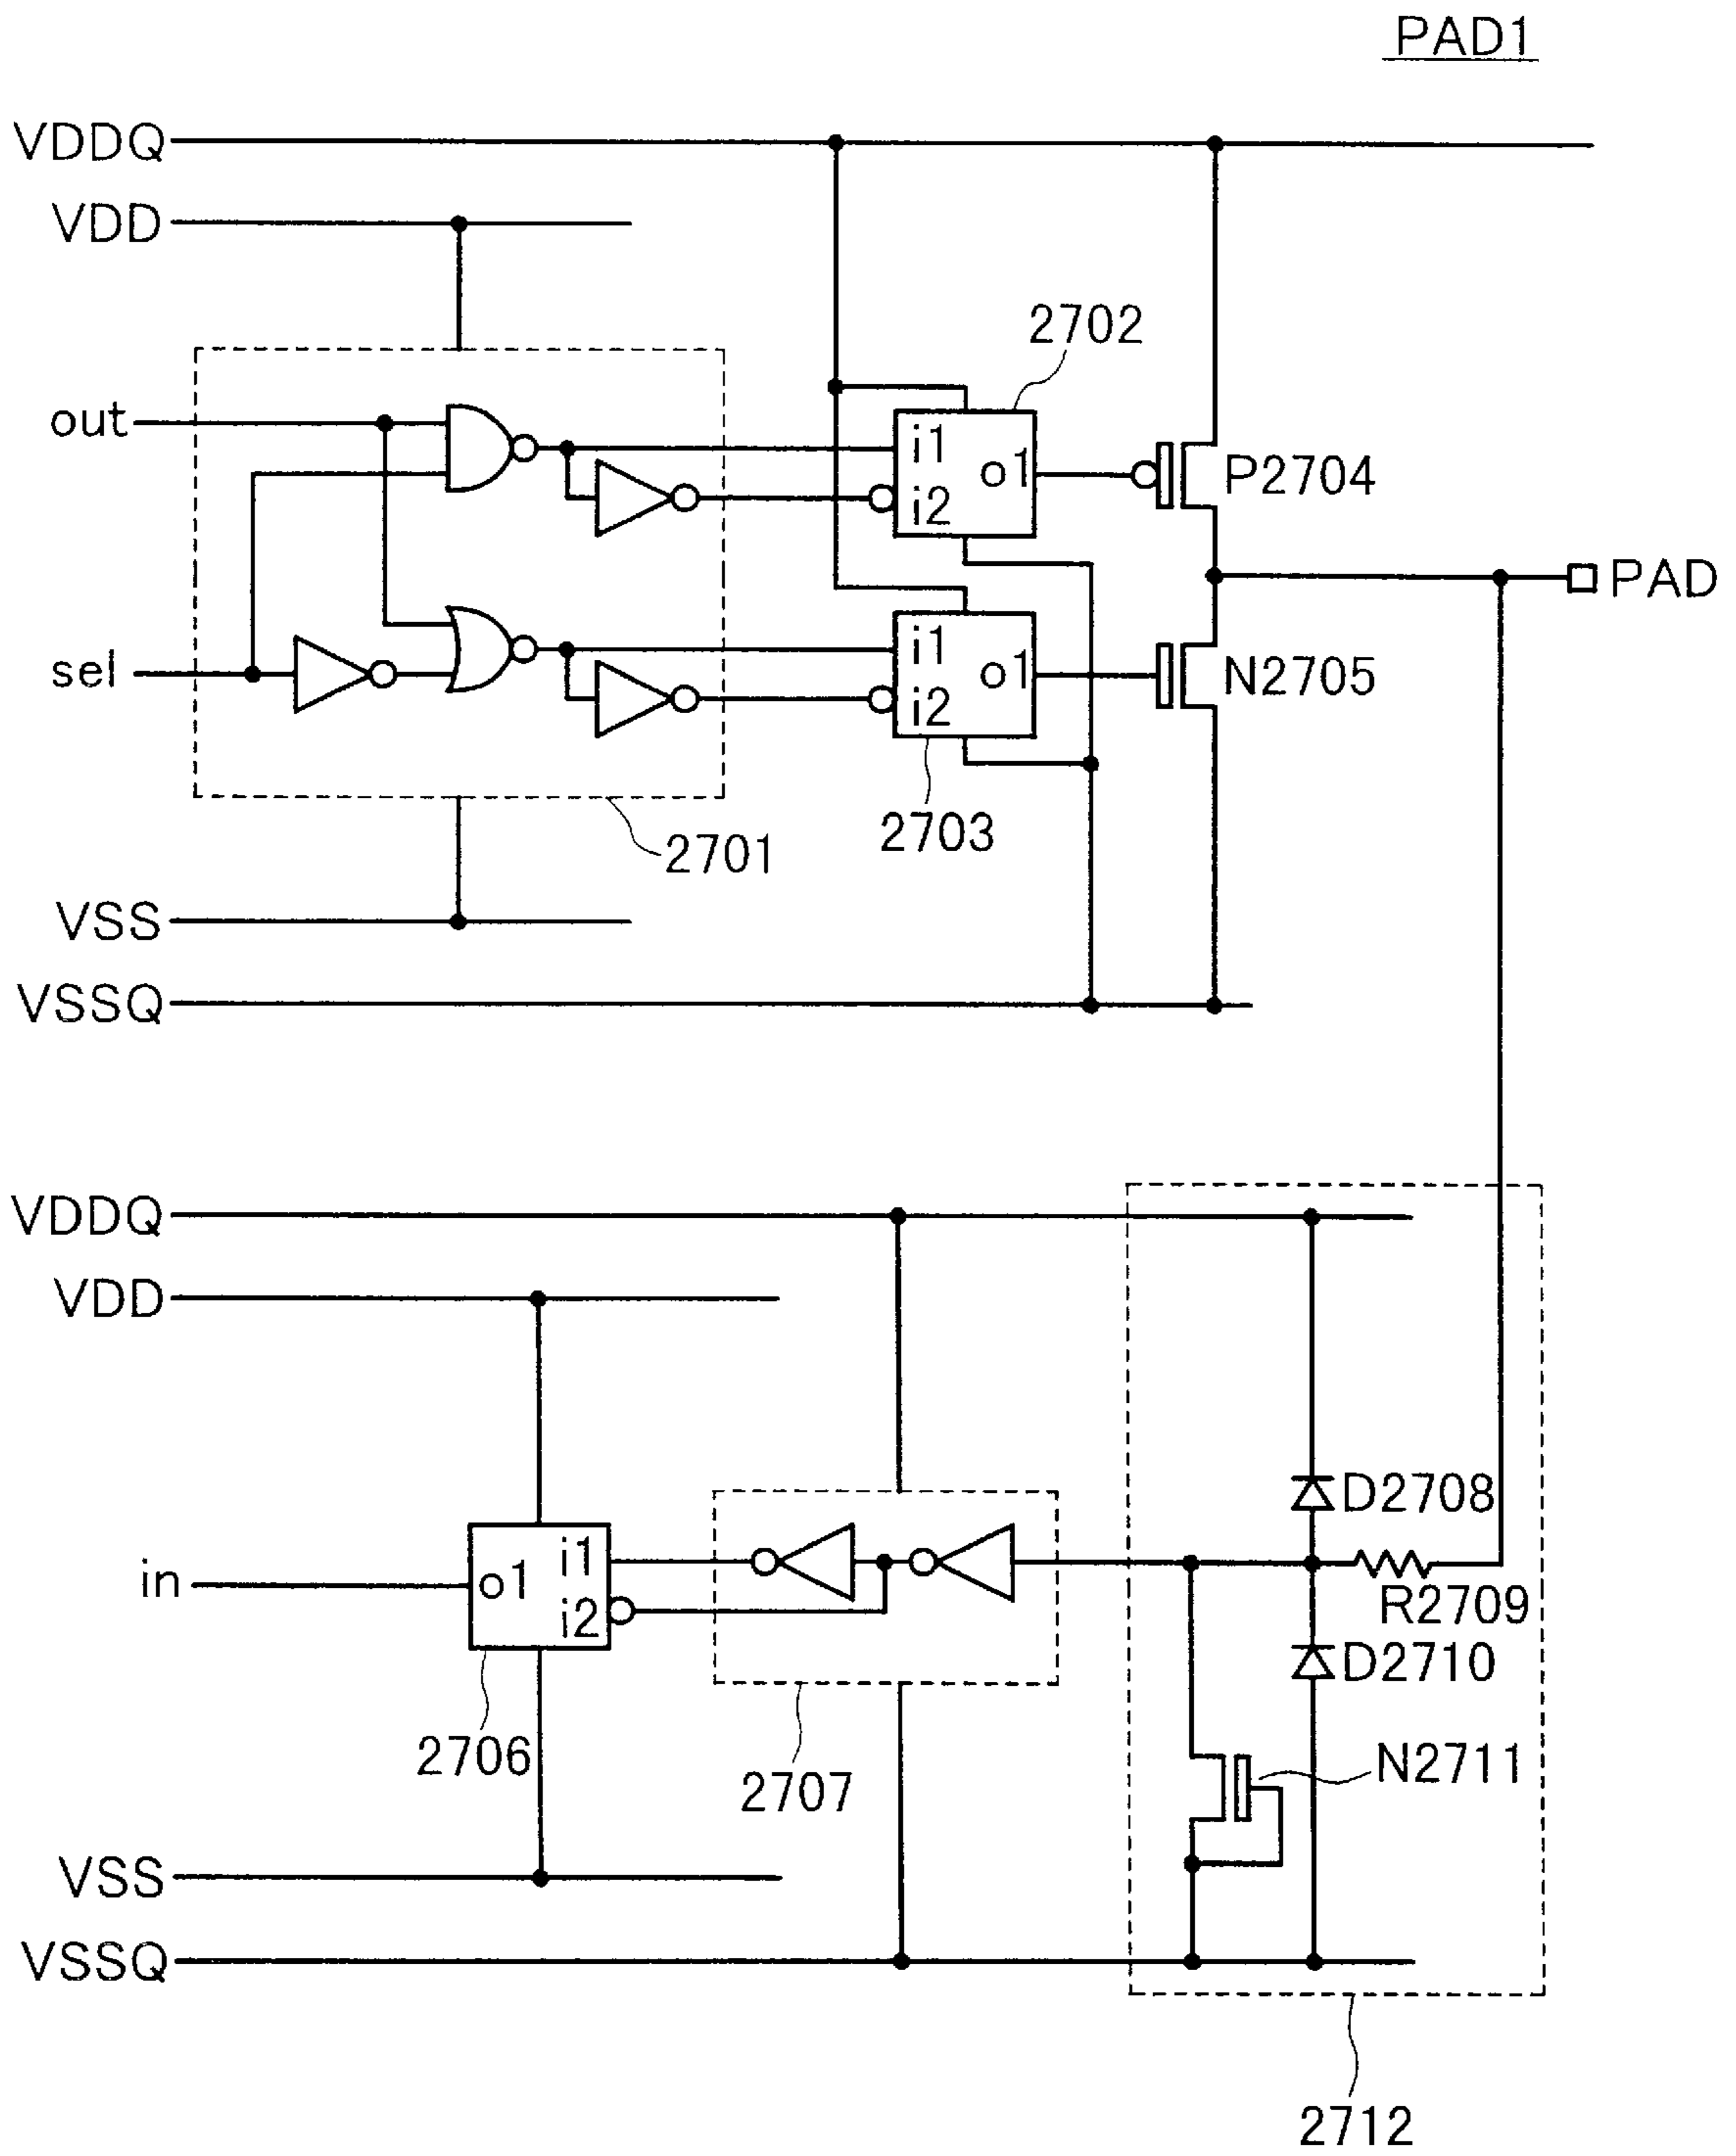 PAD1
VDDQ
VDD
2702
out
i1
o1
i2
P2704
PAD
sel
i1
o1
i2
N2705
2703
2701
VSS
VSSQ
VDDQ
VDD
D2708
in
o1
i1
i2
R2709
D2710
2706
2707
N2711
VSS
VSSQ
2712